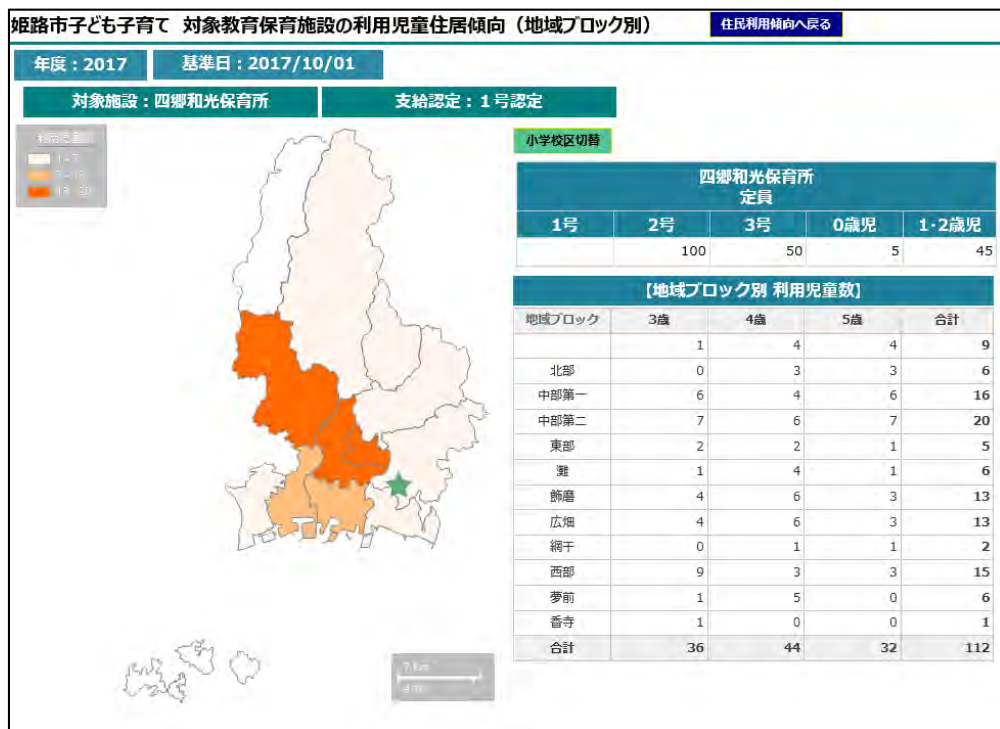 姫路市子ども子育て 対象教育保育施設の利用児童住居傾向（地域ブロック別）
住民利用傾向へ戻る
年度：2017 基準日：2017/10/01
対象施設：四郷和光保育所 支給認定：１号認定
小学校区切替
四郷和光保育所
定員
1号 2号 3号 0歳児 1・2歳児
100 50 5 45
【地域ブロック別 利用児童数】
地域ブロック 3歳 4歳 5歳 合計
1 4 4 9
北部 0 3 3 6
中部第一 6 4 6 16
中部第二 7 6 7 20
東部 2 2 1 5
灘 1 4 1 6
飾磨 4 6 3 13
広畑 4 6 3 13
網干 0 1 1 2
西部 9 3 3 15
夢前 1 5 0 6
香寺 1 0 0 1
合計 36 44 32 112